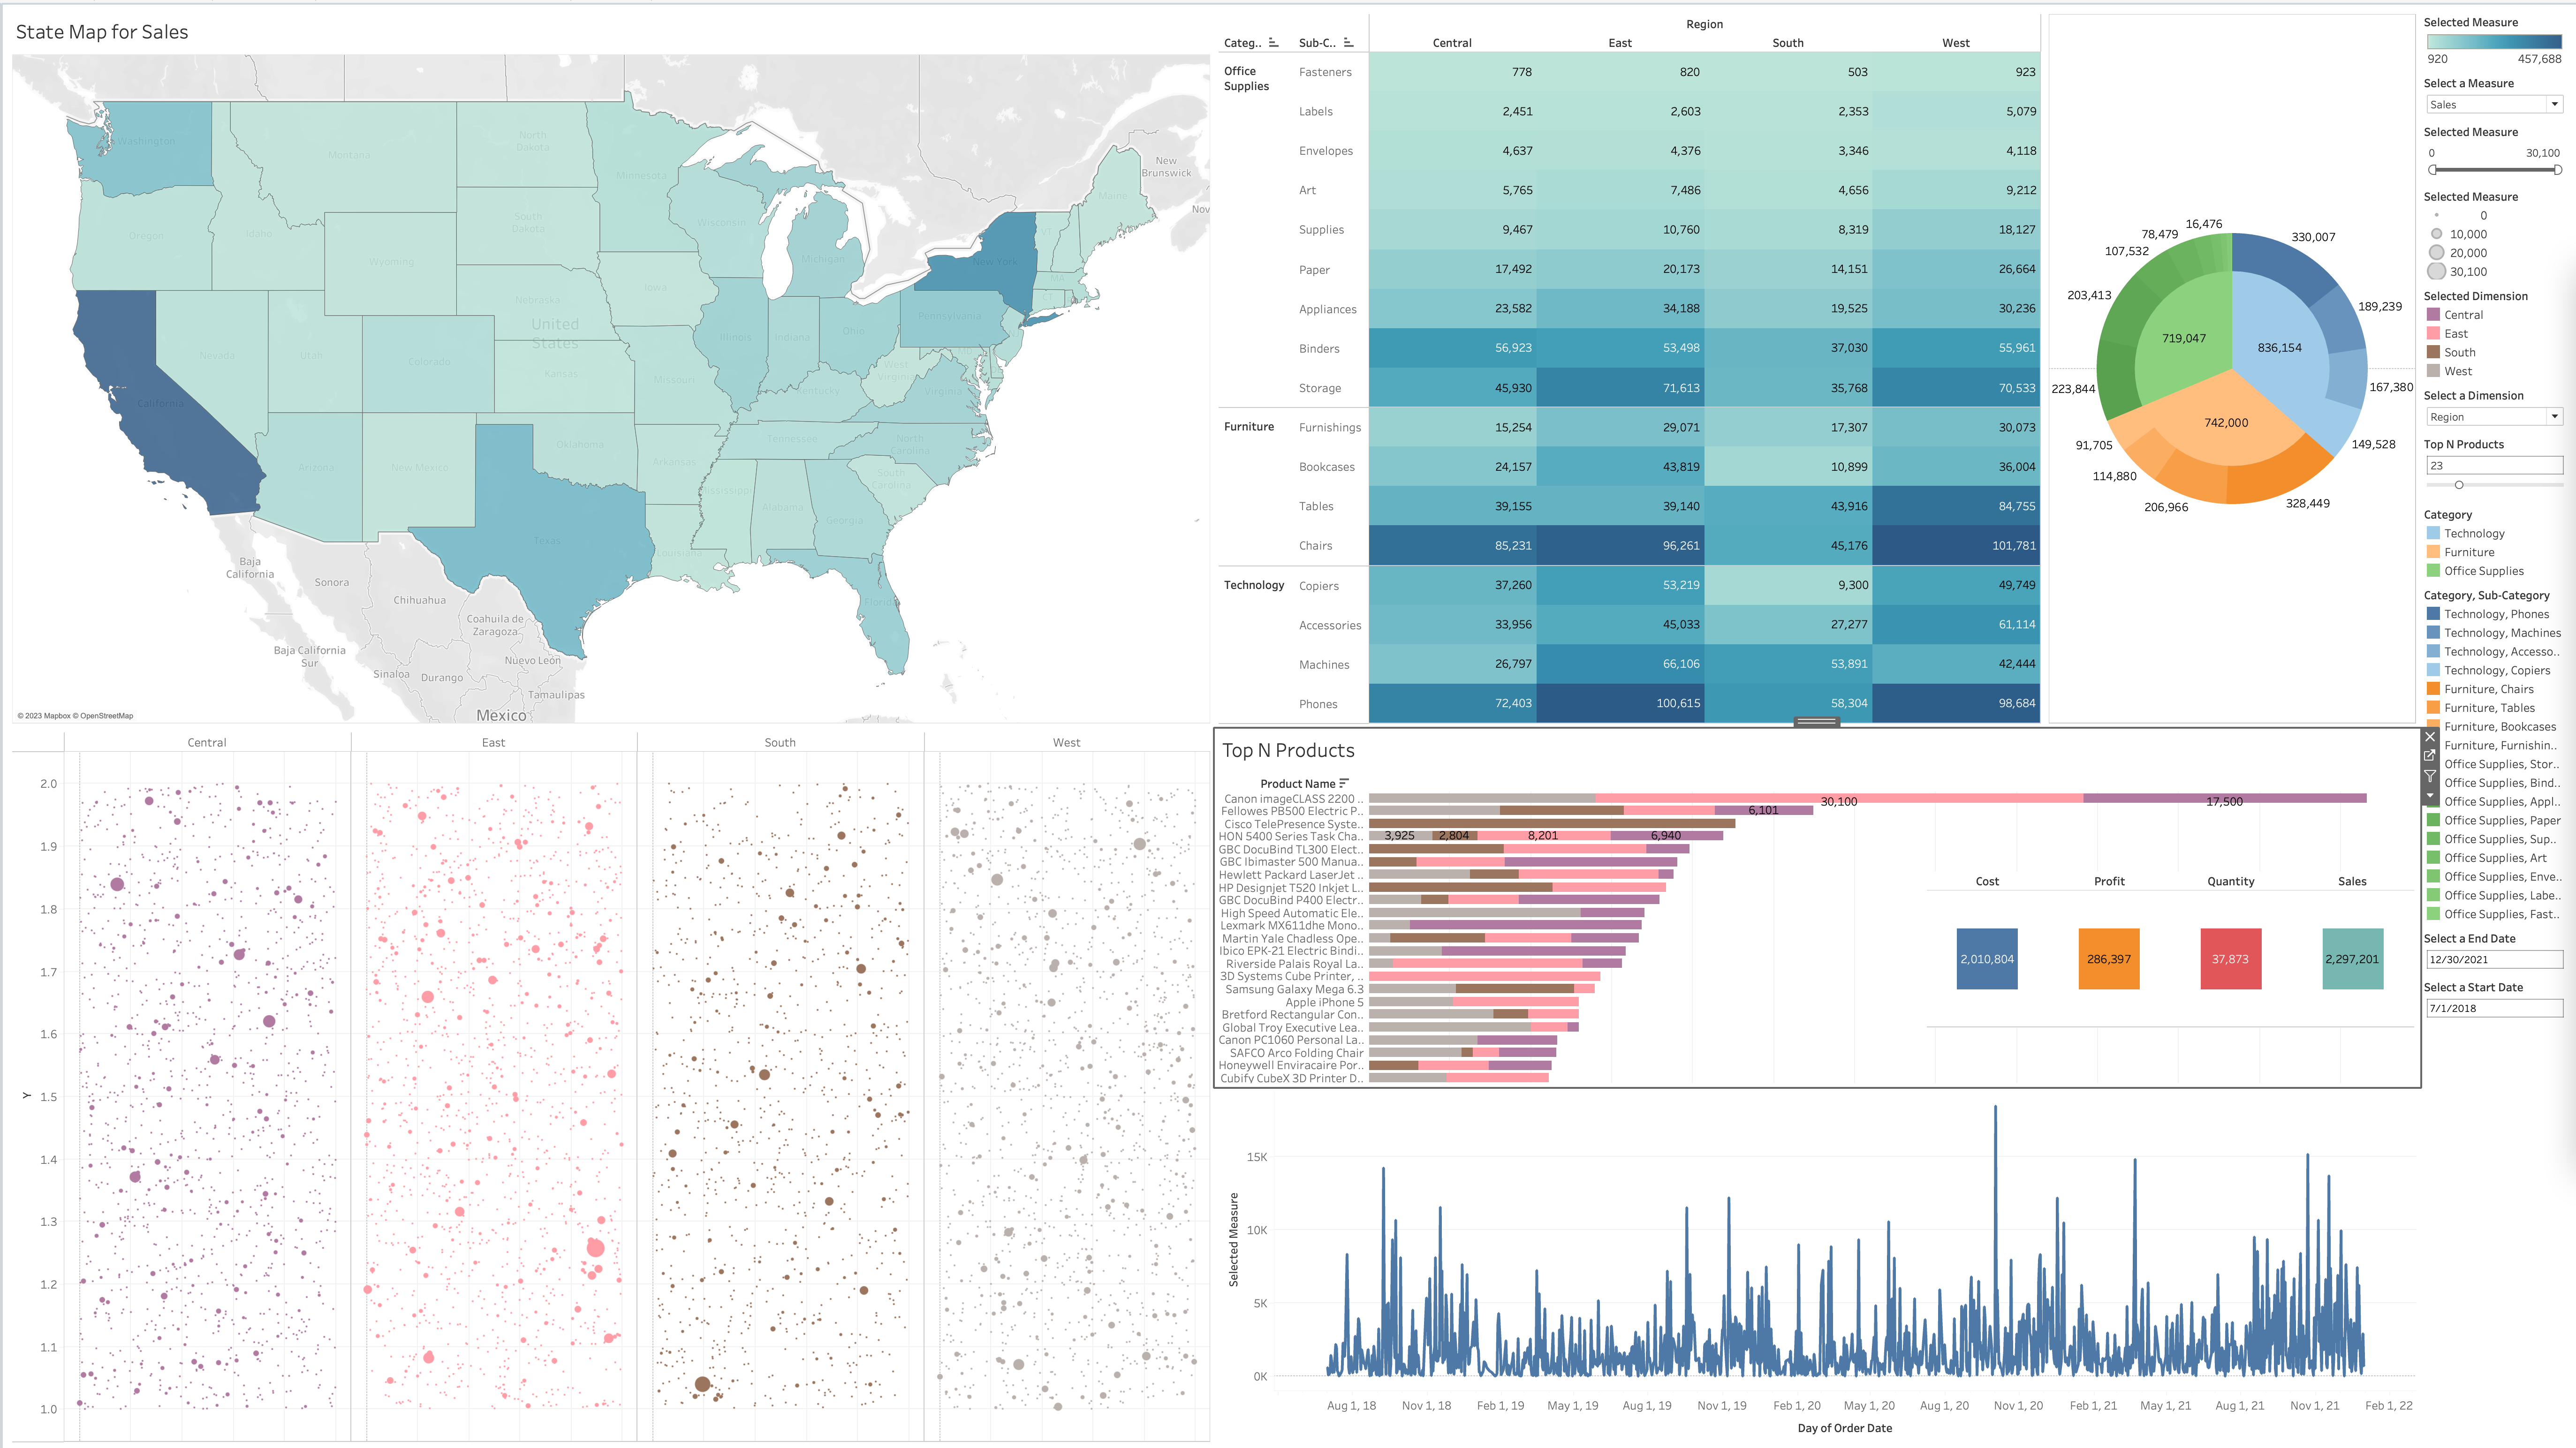 State Map for Sales
Washington
Montana
North
Dakota
Minnesota
Maine
New
Brunswick
Nov
Oregon
Idaho
South
Dakota
Wisconsin
Michigan
New York
Wyoming
Iowa
Nebraska
Pennsylvania
United
States
Nevada
Utah
Colorado
Illinois
Indiana
Ohio
Kansas
Missouri
West
Virginia
Kentucky
Virginia
California
Arizona
New Mexico
Oklahoma
Tennessee
North
Carolina
Arkansas
South
Carolina
Mississippi
Alabama
Georgia
Texas
Louisiana
Florida
Baja
California
Sonora
Chihuahua
Coahuila de
Zaragoza
Baja California
Sur
Nuevo León
Sinaloa
Durango
Tamaulipas
Mexico
© 2023 Mapbox © OpenStreetMap
Region
Categ.. Sub-C.. Central East South West
Office
Supplies
Fasteners 778 820 503 923
Labels 2,451 2,603 2,353 5,079
Envelopes 4,637 4,376 3,346 4,118
Art 5,765 7,486 4,656 9,212
Supplies 9,467 10,760 8,319 18,127
Paper 17,492 20,173 14,151 26,664
Appliances 23,582 34,188 19,525 30,236
Binders 56,923 53,498 37,030 55,961
Storage 45,930 71,613 35,768 70,533
Furniture Furnishings 15,254 29,071 17,307 30,073
Bookcases 24,157 43,819 10,899 36,004
Tables 39,155 39,140 43,916 84,755
Chairs 85,231 96,261 45,176 101,781
Technology Copiers 37,260 53,219 9,300 49,749
Accessories 33,956 45,033 27,277 61,114
Machines 26,797 66,106 53,891 42,444
Phones 72,403 100,615 58,304 98,684
16,476
78,479
107,532
203,413
223,844
91,705
114,880
206,966
328,449
149,528
167,380
189,239
330,007
719,047
836,154
742,000
Selected Measure
920 457,688
Select a Measure
Sales
Selected Measure
0 30,100
Selected Measure
0
10,000
20,000
30,100
Selected Dimension
Central
East
South
West
Select a Dimension
Region
Top N Products
23
Category
Technology
Furniture
Office Supplies
Category, Sub-Category
Technology, Phones
Technology, Machines
Technology, Accesso..
Technology, Copiers
Furniture, Chairs
Furniture, Tables
Furniture, Bookcases
Furniture, Furnishin..
Office Supplies, Stor..
Office Supplies, Bind..
Office Supplies, Appl..
Office Supplies, Paper
Office Supplies, Sup..
Office Supplies, Art
Office Supplies, Enve..
Office Supplies, Labe..
Office Supplies, Fast..
Select a End Date
12/30/2021
Select a Start Date
7/1/2018
Central East South West
2.0
1.9
1.8
1.7
1.6
1.5
1.4
1.3
1.2
1.1
1.0
Y
Top N Products
Product Name
Canon imageCLASS 2200 .. 30,100 17,500
Fellowes PB500 Electric P.. 6,101
Cisco TelePresence Syste..
HON 5400 Series Task Cha.. 3,925 2,804 8,201 6,940
GBC DocuBind TL300 Elect..
GBC Ibimaster 500 Manua..
Hewlett Packard LaserJet ..
HP Designjet T520 Inkjet L..
GBC DocuBind P400 Electr..
High Speed Automatic Ele..
Lexmark MX611dhe Mono..
Martin Yale Chadless Ope..
Ibico EPK-21 Electric Bindi..
Riverside Palais Royal La..
3D Systems Cube Printer, ..
Samsung Galaxy Mega 6.3
Apple iPhone 5
Bretford Rectangular Con..
Global Troy Executive Lea..
Canon PC1060 Personal La..
SAFCO Arco Folding Chair
Honeywell Enviracaire Por..
Cubify CubeX 3D Printer D..
Cost Profit Quantity Sales
2,010,804 286,397 37,873 2,297,201
Selected Measure
15K
10K
5K
0K
Aug 1, 18 Nov 1, 18 Feb 1, 19 May 1, 19 Aug 1, 19 Nov 1, 19 Feb 1, 20 May 1, 20 Aug 1, 20 Nov 1, 20 Feb 1, 21 May 1, 21 Aug 1, 21 Nov 1, 21 Feb 1, 22
Day of Order Date